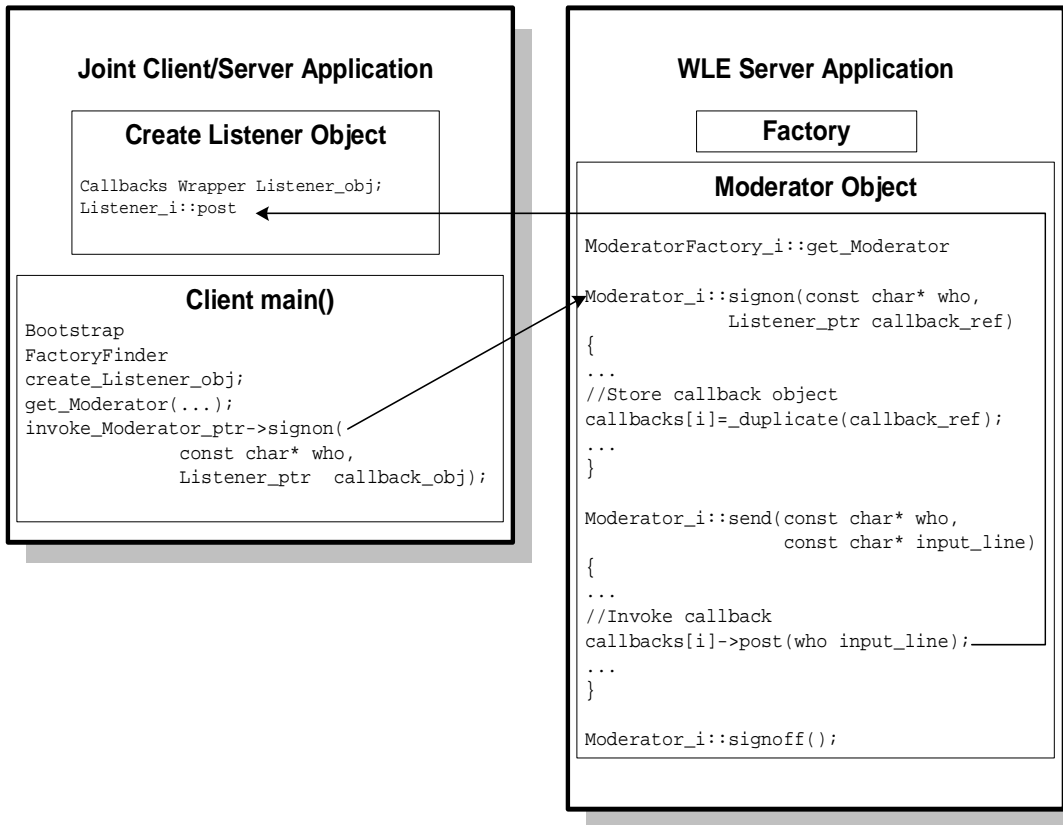 Joint Client/Server Application
Create Listener Object
Callbacks Wrapper Listener_obj;
Listener_i::post
Client main()
Bootstrap
FactoryFinder
create_Listener_obj;
get_Moderator(...);
invoke_Moderator_ptr->signon(
const char* who,
Listener_ptr callback_obj);
WLE Server Application
Factory
Moderator Object
ModeratorFactory_i::get_Moderator
Moderator_i::signon(const char* who,
Listener_ptr callback_ref)
{
...
//Store callback object
callbacks[i]=_duplicate(callback_ref);
...
}
Moderator_i::send(const char* who,
const char* input_line)
{
...
//Invoke callback
callbacks[i]->post(who input_line);
...
}
Moderator_i::signoff();